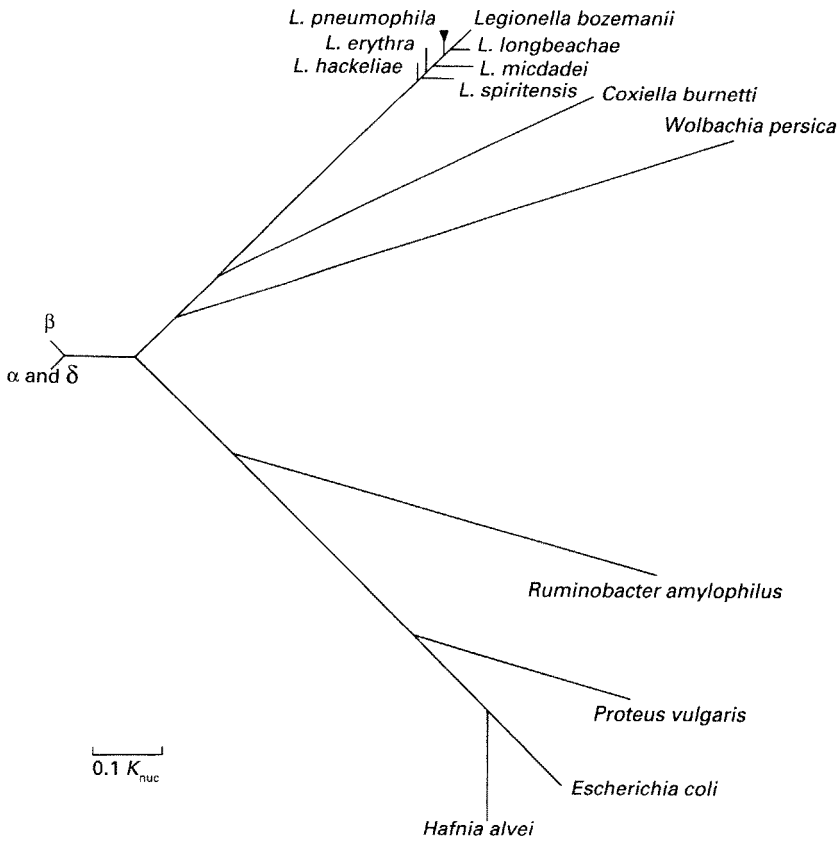 L. pneumophila
Legionella bozemanii
L. erythra
L. longbeachae
L. hackeliae
L. micdadei
L. spiritensis
Coxiella burnetti
Wolbachia persica
β
α and δ
Ruminobacter amylophilus
Proteus vulgaris
0.1 Knuc
Escherichia coli
Hafnia alvei